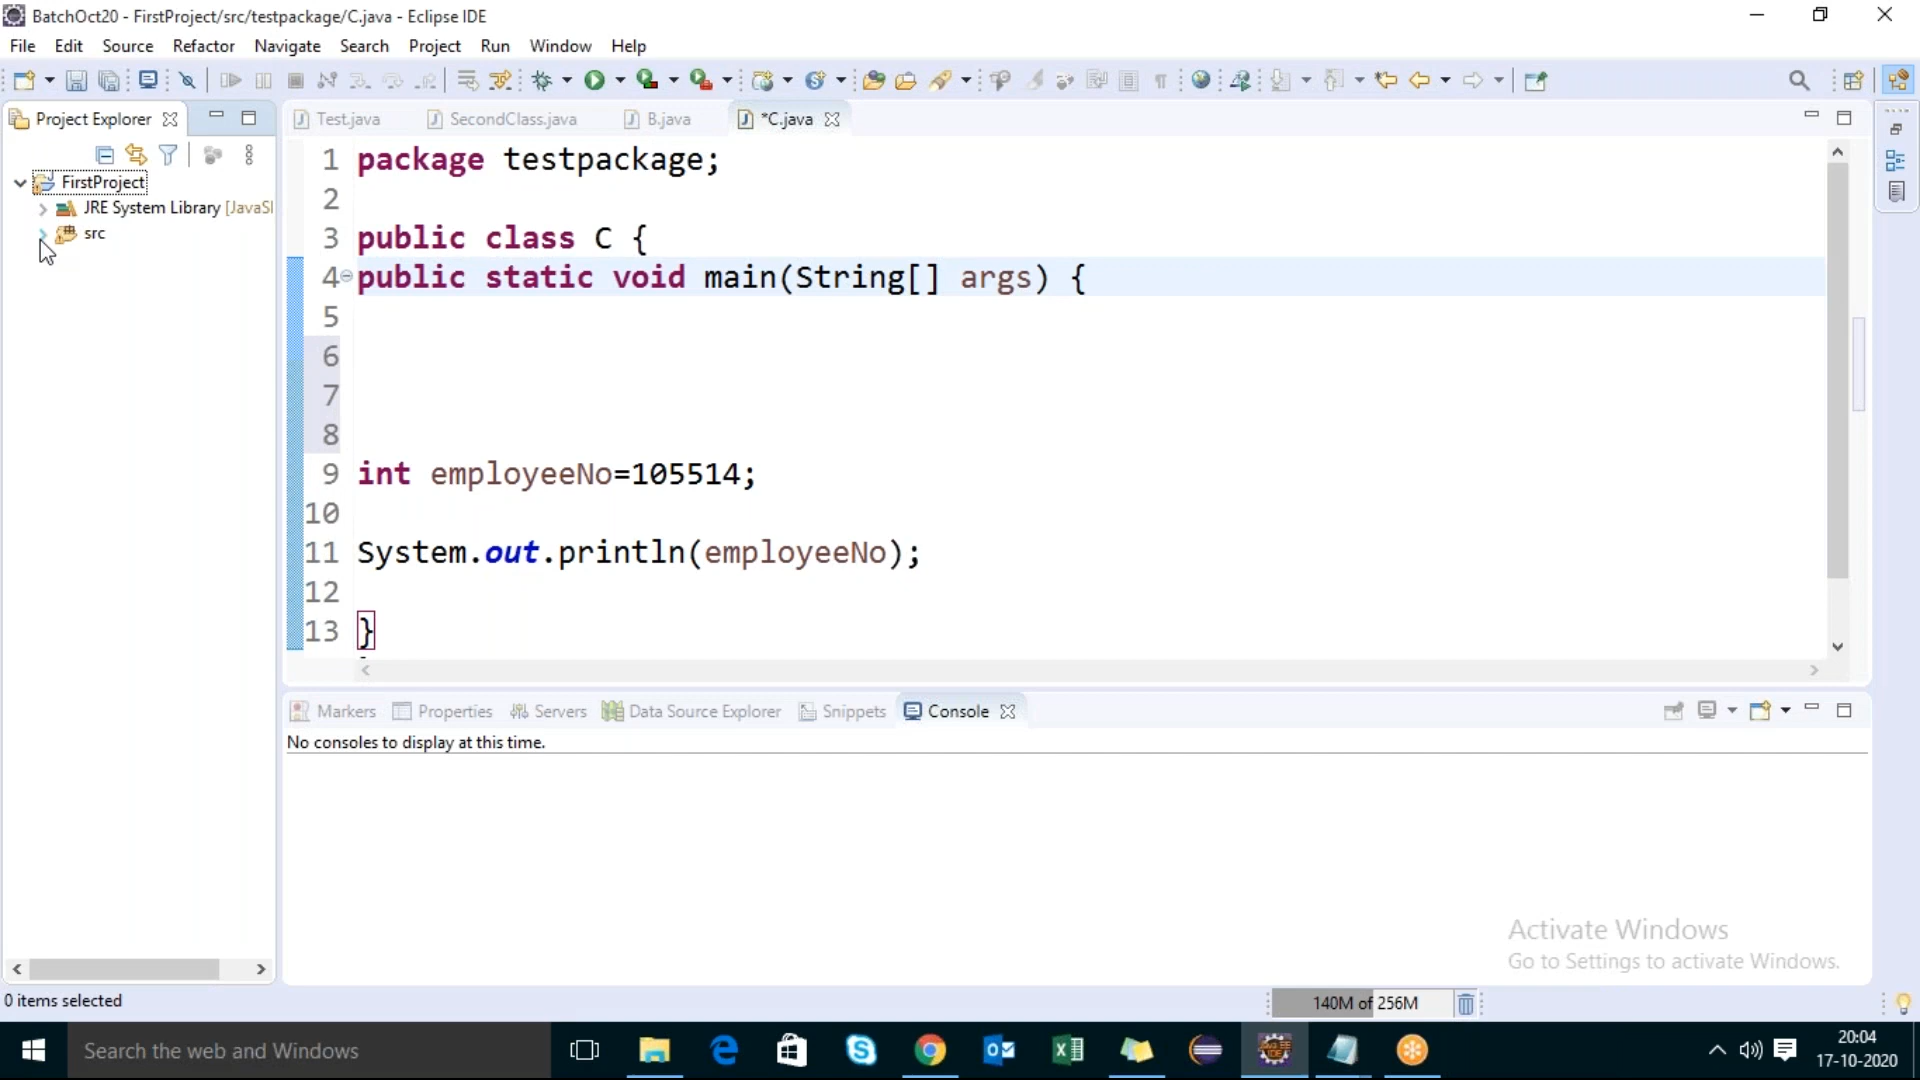 BatchOct20 - FirstProject/src/testpackage/C.java - Eclipse IDE
File Edit Source Refactor Navigate Search Project Run Window Help
Project Explorer
FirstProject
JRE System Library [JavaSI
src
Test.java SecondClass.java B.java *C.java
1 package testpackage;
2
3 public class C {
4 public static void main(String[] args) {
5
6
7
8
9 int employeeNo=105514;
10
11 System.out.println(employeeNo);
12
13 }
Markers Properties Servers Data Source Explorer Snippets Console
No consoles to display at this time.
Activate Windows
Go to Settings to activate Windows.
0 items selected
140M of 256M
Search the web and Windows
20:04
17-10-2020